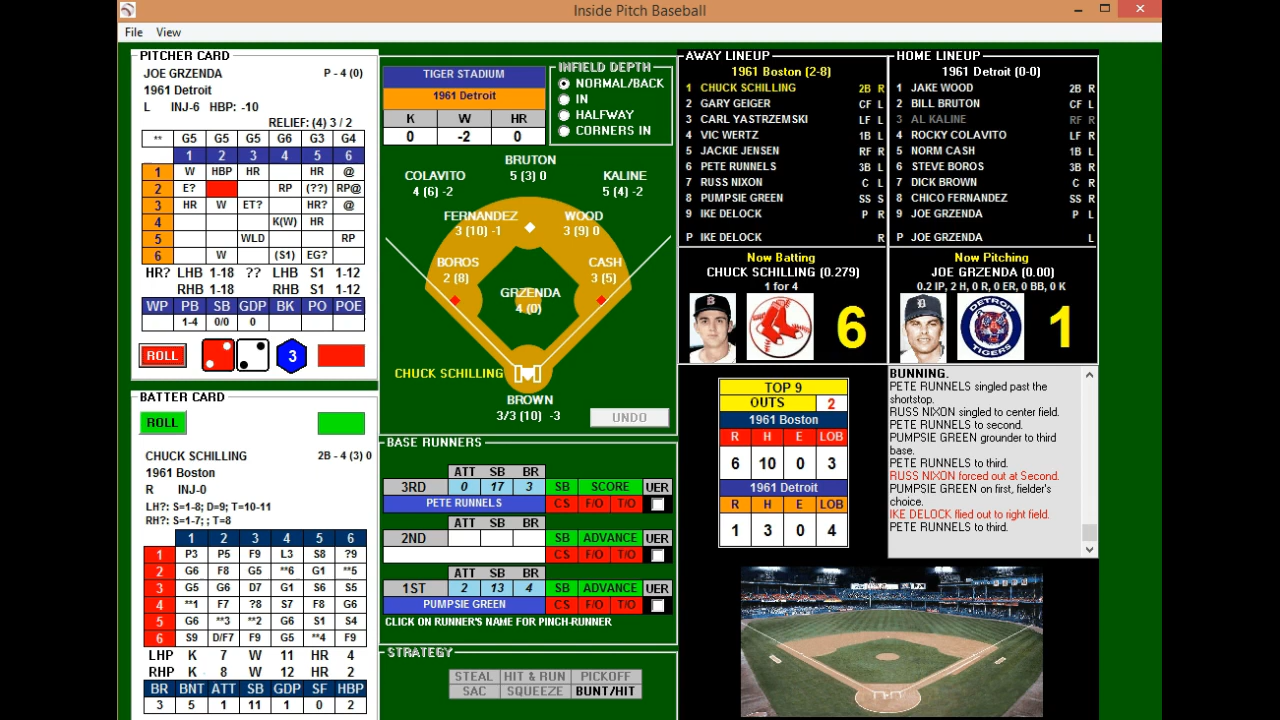 Inside Pitch Baseball
File View
PITCHER CARD
JOE GRZENDA P - 4 (0)
1961 Detroit
L INJ-6 HBP: -10
RELIEF: (4) 3 / 2
** G5 G5 G5 G6 G3 G4
1 2 3 4 5 6
1 W HBP HR HR @
2 E? RP (??) RP@
3 HR W ET? HR? @
4 K(W) HR
5 WLD RP
6 W (S1) EG?
HR? LHB 1-18 ?? LHB S1 1-12
RHB 1-18 RHB S1 1-12
WP PB SB GDP BK PO POE
1-4 0/0 0
ROLL 3
BATTER CARD
ROLL
CHUCK SCHILLING 2B - 4 (3) 0
1961 Boston
R INJ-0
LH?: S=1-8; D=9; T=10-11
RH?: S=1-7; ; T=8
1 2 3 4 5 6
1 P3 P5 F9 L3 S8 ?9
2 G6 F8 G5 **6 G1 **5
3 G5 G6 D7 G1 S6 S5
4 **1 F7 ?8 S7 F8 G6
5 G6 **3 **2 G6 S1 S4
6 S9 D/F7 F9 G5 **4 F9
LHP K 7 W 11 HR 4
RHP K 8 W 12 HR 2
BR BNT ATT SB GDP SF HBP
3 5 1 11 1 0 2
TIGER STADIUM
1961 Detroit
K W HR
0 -2 0
INFIELD DEPTH
NORMAL/BACK
IN
HALFWAY
CORNERS IN
BRUTON
5 (3) 0
COLAVITO
4 (6) -2
KALINE
5 (4) -2
FERNANDEZ
3 (10) -1
WOOD
3 (9) 0
BOROS
2 (8)
CASH
3 (5)
GRZENDA
4 (0)
CHUCK SCHILLING
BROWN
3/3 (10) -3
UNDO
BASE RUNNERS
ATT SB BR
3RD 0 17 3 SB SCORE UER
PETE RUNNELS CS F/O T/O
ATT SB BR
2ND SB ADVANCE UER
CS F/O T/O
ATT SB BR
1ST 2 13 4 SB ADVANCE UER
PUMPSIE GREEN CS F/O T/O
CLICK ON RUNNER'S NAME FOR PINCH-RUNNER
STRATEGY
STEAL HIT & RUN PICKOFF
SAC SQUEEZE BUNT/HIT
AWAY LINEUP
1961 Boston (2-8)
1 CHUCK SCHILLING 2B R
2 GARY GEIGER CF L
3 CARL YASTRZEMSKI LF L
4 VIC WERTZ 1B L
5 JACKIE JENSEN RF R
6 PETE RUNNELS 3B L
7 RUSS NIXON C L
8 PUMPSIE GREEN SS S
9 IKE DELOCK P R
P IKE DELOCK R
HOME LINEUP
1961 Detroit (0-0)
1 JAKE WOOD 2B R
2 BILL BRUTON CF L
3 AL KALINE RF R
4 ROCKY COLAVITO LF R
5 NORM CASH 1B L
6 STEVE BOROS 3B R
7 DICK BROWN C R
8 CHICO FERNANDEZ SS R
9 JOE GRZENDA P L
P JOE GRZENDA L
Now Batting
CHUCK SCHILLING (0.279)
1 for 4
6
Now Pitching
JOE GRZENDA (0.00)
0.2 IP, 2 H, 0 R, 0 ER, 0 BB, 0 K
DETROIT
TIGERS
1
TOP 9
OUTS 2
1961 Boston
R H E LOB
6 10 0 3
1961 Detroit
R H E LOB
1 3 0 4
BUNNING.
PETE RUNNELS singled past the
shortstop.
RUSS NIXON singled to center field.
PETE RUNNELS to second.
PUMPSIE GREEN grounder to third
base.
PETE RUNNELS to third.
RUSS NIXON forced out at Second.
PUMPSIE GREEN on first, fielder's
choice.
IKE DELOCK flied out to right field.
PETE RUNNELS to third.